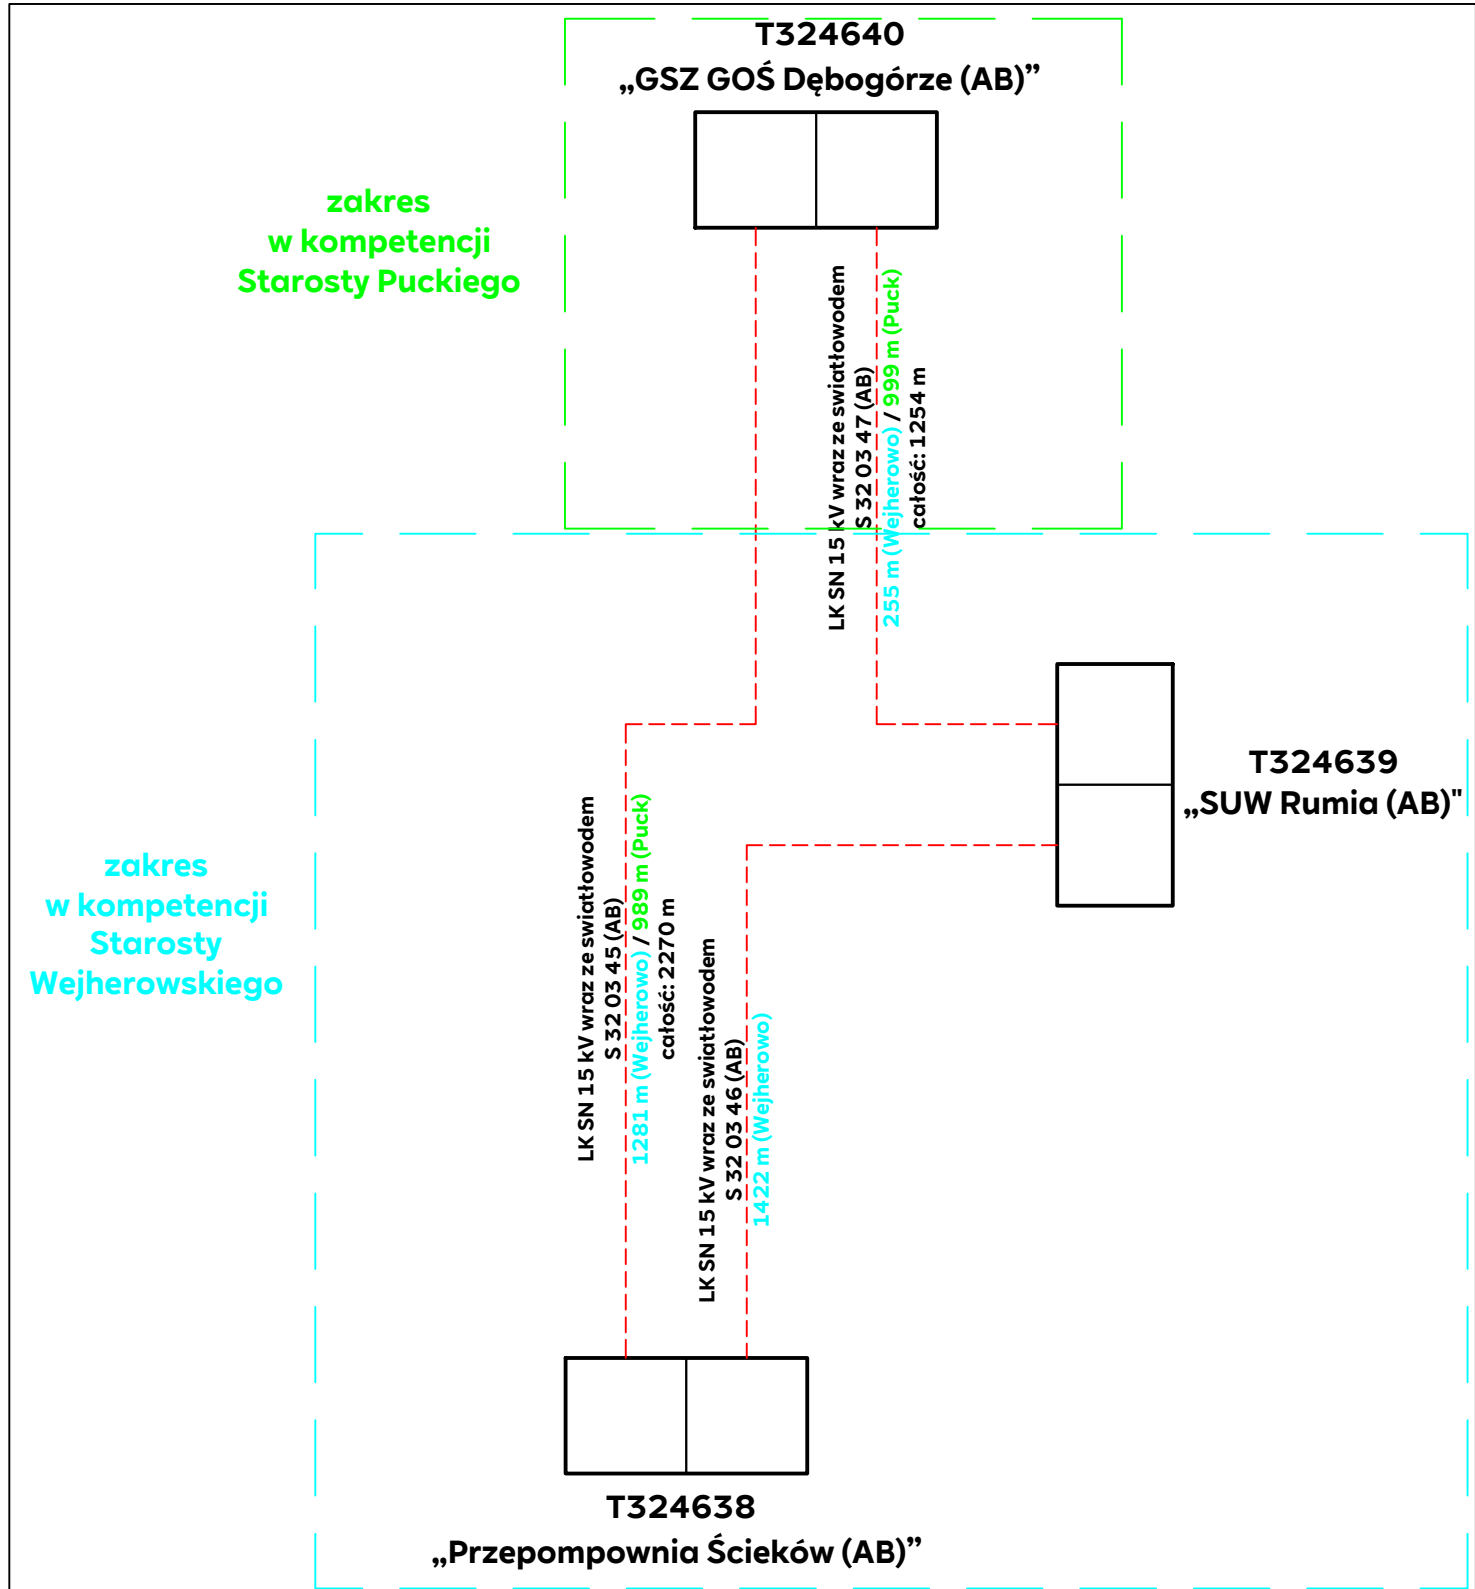 T324640
„GSZ GOŚ Dębogórze (AB)”
zakres
w kompetencji
Starosty Puckiego
LK SN 15 kV wraz ze swiatłowodem
S 32 03 47 (AB)
255 m (Wejherowo) / 999 m (Puck)
całość: 1254 m
T324639
„SUW Rumia (AB)"
zakres
w kompetencji
Starosty
Wejherowskiego
LK SN 15 kV wraz ze swiatłowodem
S 32 03 45 (AB)
1281 m (Wejherowo) / 989 m (Puck)
całość: 2270 m
LK SN 15 kV wraz ze swiatłowodem
S 32 03 46 (AB)
1422 m (Wejherowo)
T324638
„Przepompownia Ścieków (AB)”